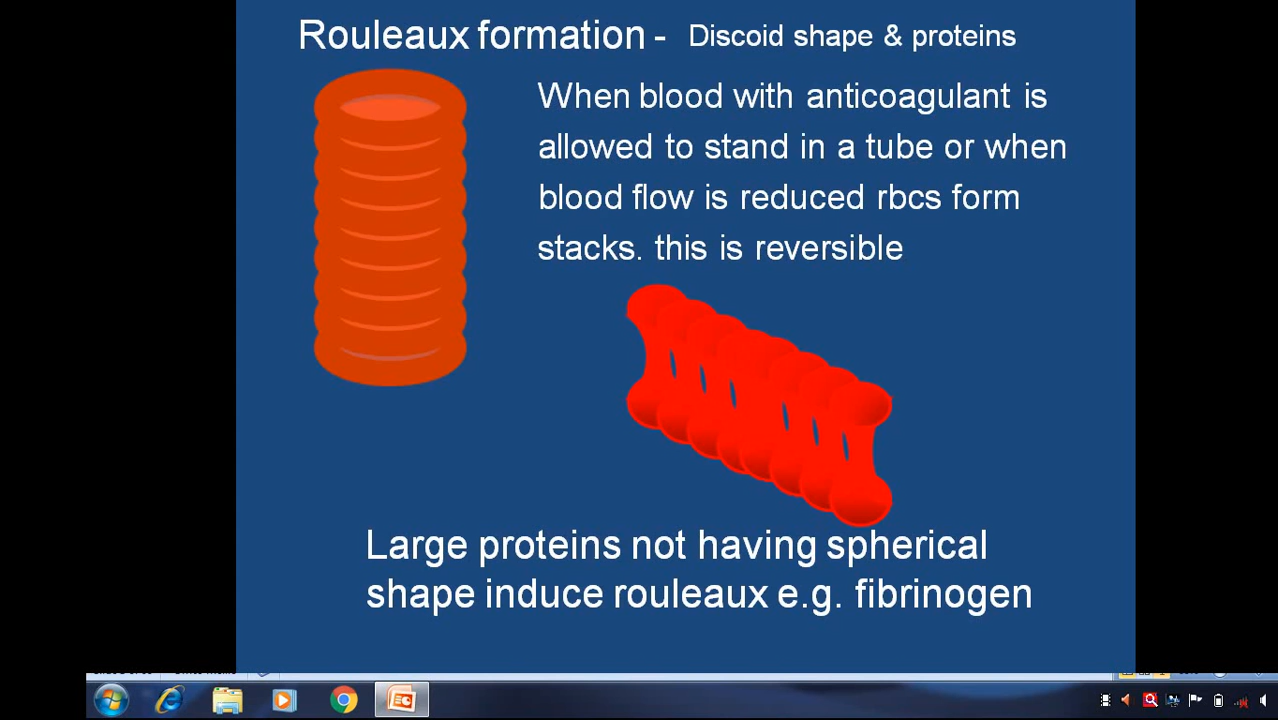 Rouleaux formation - Discoid shape & proteins
When blood with anticoagulant is
allowed to stand in a tube or when
blood flow is reduced rbcs form
stacks. this is reversible
Large proteins not having spherical
shape induce rouleaux e.g. fibrinogen